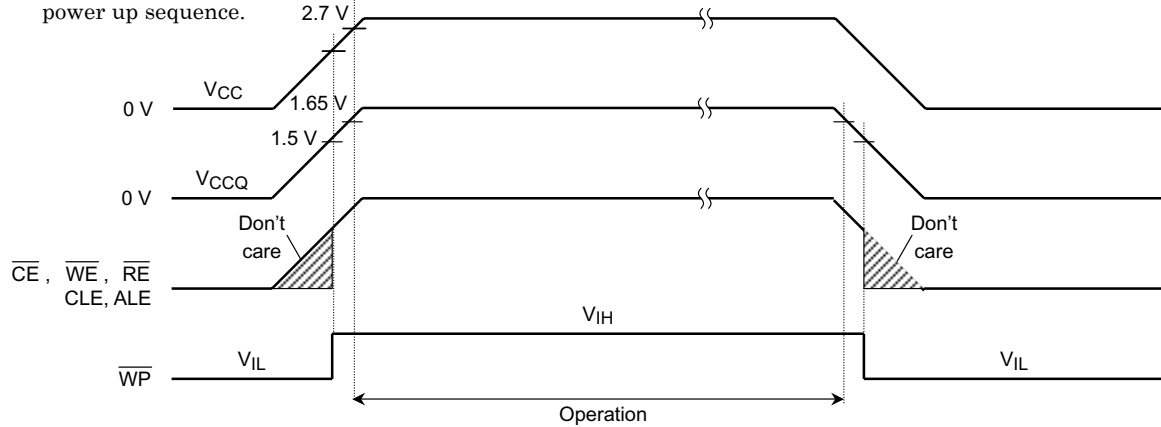 power up sequence.
2.7 V
VCC
0 V
1.65 V
1.5 V
VCCQ
0 V
Don't
care
Don't
care
CE , WE , RE
CLE, ALE
VIH
VIL
VIL
WP
Operation